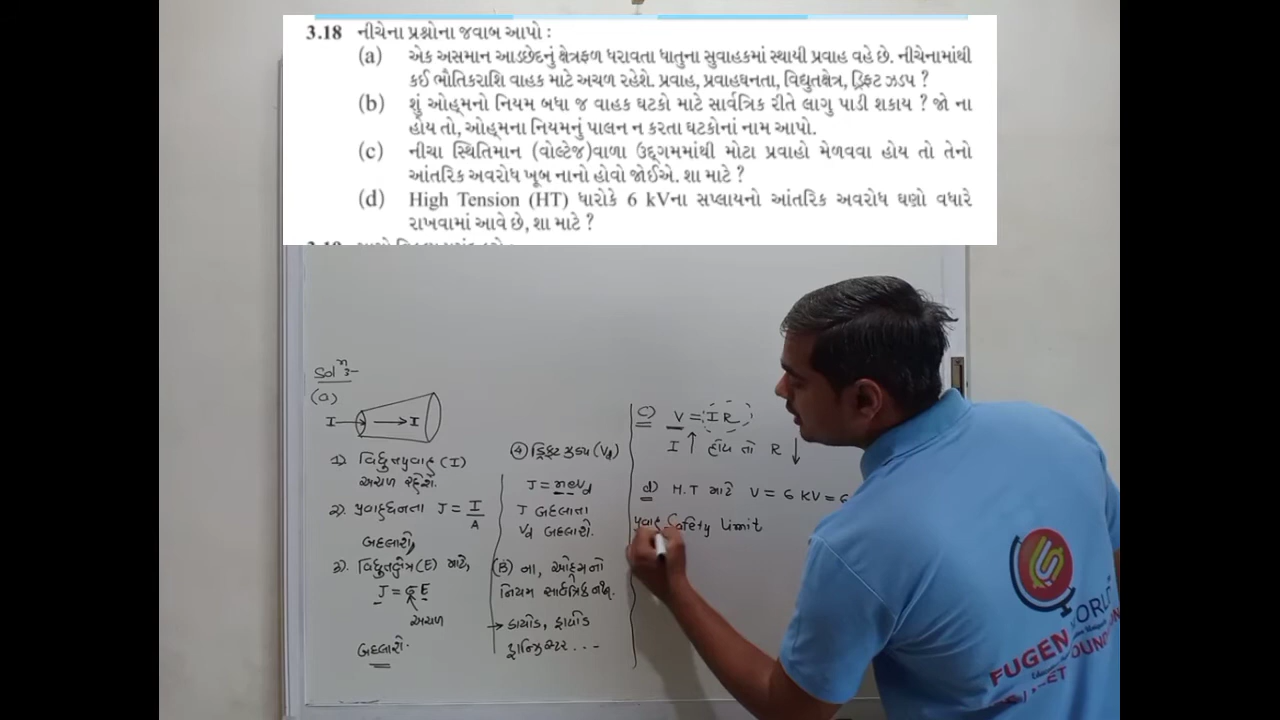 3.18 નીચેના પ્રશ્નોના જવાબ આપો :
(a) એક અસમાન આડછેદનું ક્ષેત્રફળ ધરાવતા ધાતુના સુવાહકમાં સ્થાયી પ્રવાહ વહે છે. નીચેનામાંથી
કઈ ભૌતિકરાશિ વાહક માટે અચળ રહેશે. પ્રવાહ, પ્રવાહઘનતા, વિદ્યુતક્ષેત્ર, ડ્રિફ્ટ ઝડપ ?
(b) શું ઓહ્‌મનો નિયમ બધા જ વાહક ઘટકો માટે સાર્વત્રિક રીતે લાગુ પાડી શકાય ? જો ના
હોય તો, ઓહ્‌મના નિયમનું પાલન ન કરતા ઘટકોનાં નામ આપો.
(c) નીચા સ્થિતિમાન (વોલ્ટેજ)વાળા ઉદ્દગમમાંથી મોટા પ્રવાહો મેળવવા હોય તો તેનો
આંતરિક અવરોધ ખૂબ નાનો હોવો જોઈએ. શા માટે ?
(d) High Tension (HT) ધારોકે 6 kVના સપ્લાયનો આંતરિક અવરોધ ઘણો વધારે
રાખવામાં આવે છે, શા માટે ?
Solⁿ :-
(a)
I → I
1). વિદ્યુતપ્રવાહ (I)
અચળ રહેશે.
2). પ્રવાહઘનતા J = I/A
બદલાશે,
3). વિદ્યુતક્ષેત્ર (E) માટે,
J = σE
અચળ
બદલાશે.
④ ડ્રિફ્ટ ઝડપ (Vd)
J = neVd
J બદલાતા
Vd બદલાશે.
(B) ના, ઓહ્‌મનો
નિયમ સાર્વત્રિક નથી.
→ ડાયોડ,
ટ્રાન્ઝિસ્ટર ...
C) V = IR
I ↑ હોય તો R ↓
d) H.T માટે V = 6 KV = 6
પ્રવાહ Safety Limit
FUGEN WORLD